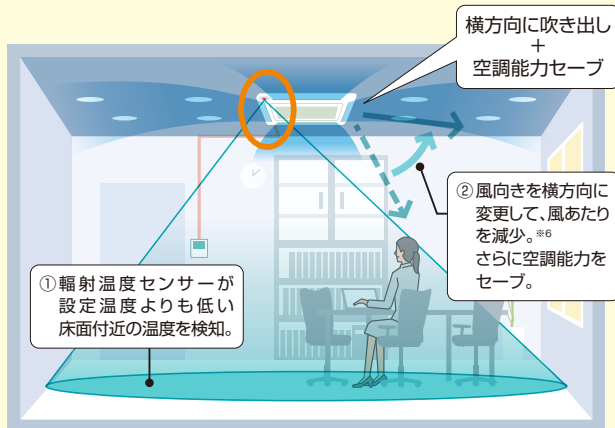 横方向に吹き出し
+
空調能力セーブ
②風向きを横方向に
変更して、風あたり
を減少。※6
さらに空調能力を
セーブ。
①輻射温度センサーが
設定温度よりも低い
床面付近の温度を検知。